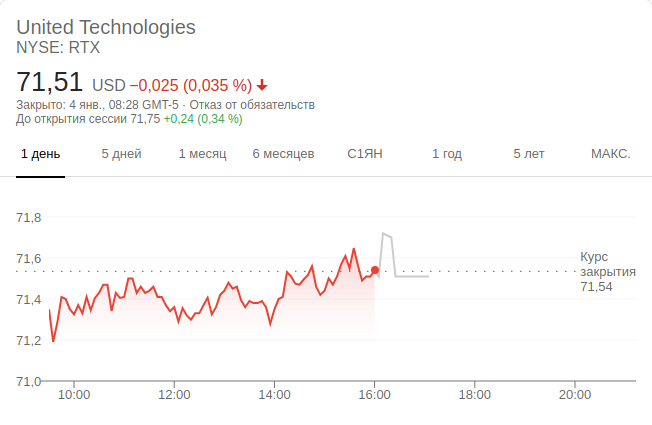 United Technologies
NYSE: RTX
71,51 USD −0,025 (0,035 %)
Закрыто: 4 янв., 08:28 GMT-5 · Отказ от обязательств
До открытия сессии 71,75 +0,24 (0,34 %)
1 день 5 дней 1 месяц 6 месяцев С1ЯН 1 год 5 лет МАКС.
71,8
71,6
Курс
закрытия
71,54
71,4
71,2
71,0
10:00 12:00 14:00 16:00 18:00 20:00